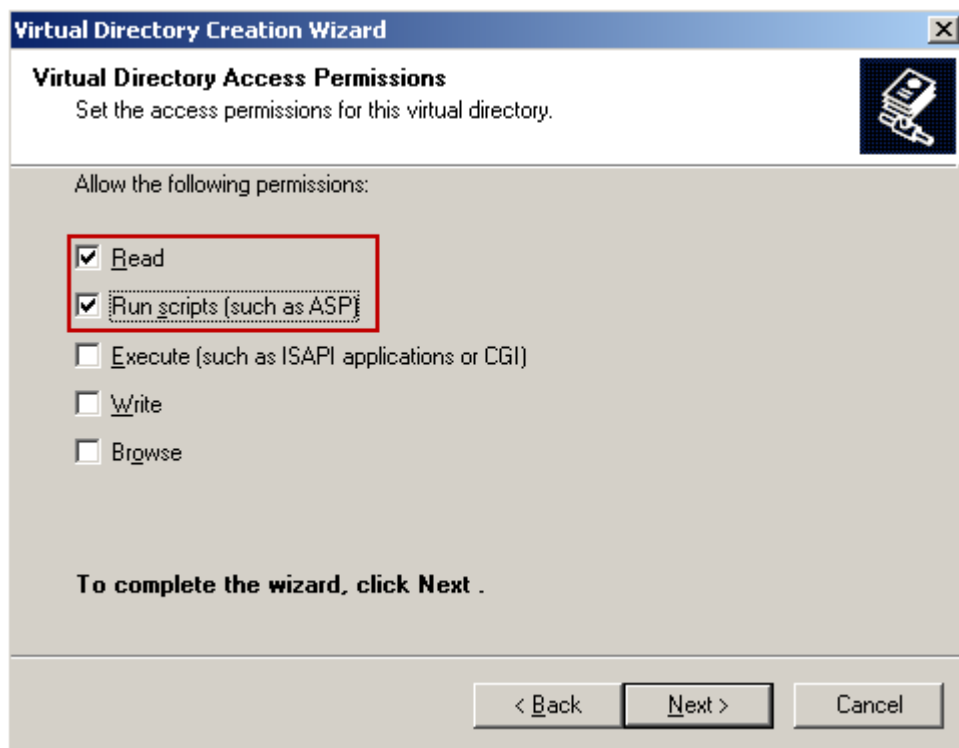 Virtual Directory Creation Wizard
Virtual Directory Access Permissions
Set the access permissions for this virtual directory.
Allow the following permissions:
Read
Run scripts (such as ASP)
Execute (such as ISAPI applications or CGI)
Write
Browse
To complete the wizard, click Next .
< Back Next > Cancel